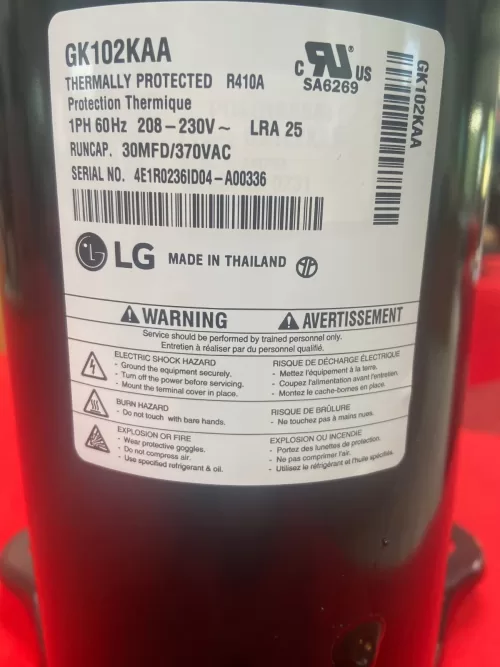 GK102KAA
THERMALLY PROTECTED R410A
Protection Thermique
1PH 60Hz 208-230V~ LRA 25
RUNCAP. 30MFD/370VAC
SERIAL NO. 4E1R0236ID04-A00336
C RU® US
SA6269
GK102KAA
LG MADE IN THAILAND
WARNING
AVERTISSEMENT
Service should be performed by trained personnel only.
Entretien à réaliser par du personnel qualifié.
ELECTRIC SHOCK HAZARD
- Ground the equipment securely.
- Turn off the power before servicing.
- Mount the terminal cover in place.
RISQUE DE DÉCHARGE ÉLECTRIQUE
- Mettez l'équipement à la terre.
- Coupez l'alimentation avant l'entretien.
- Montez le cache-bornes en place.
BURN HAZARD
- Do not touch with bare hands.
RISQUE DE BRÛLURE
- Ne touchez pas à mains nues.
EXPLOSION OR FIRE
- Wear protective goggles.
- Do not compress air.
- Use specified refrigerant & oil.
EXPLOSION OU INCENDIE
- Portez des lunettes de protection.
- Ne pas comprimer l'air.
- Utilisez le réfrigérant et l'huile spécifiés.